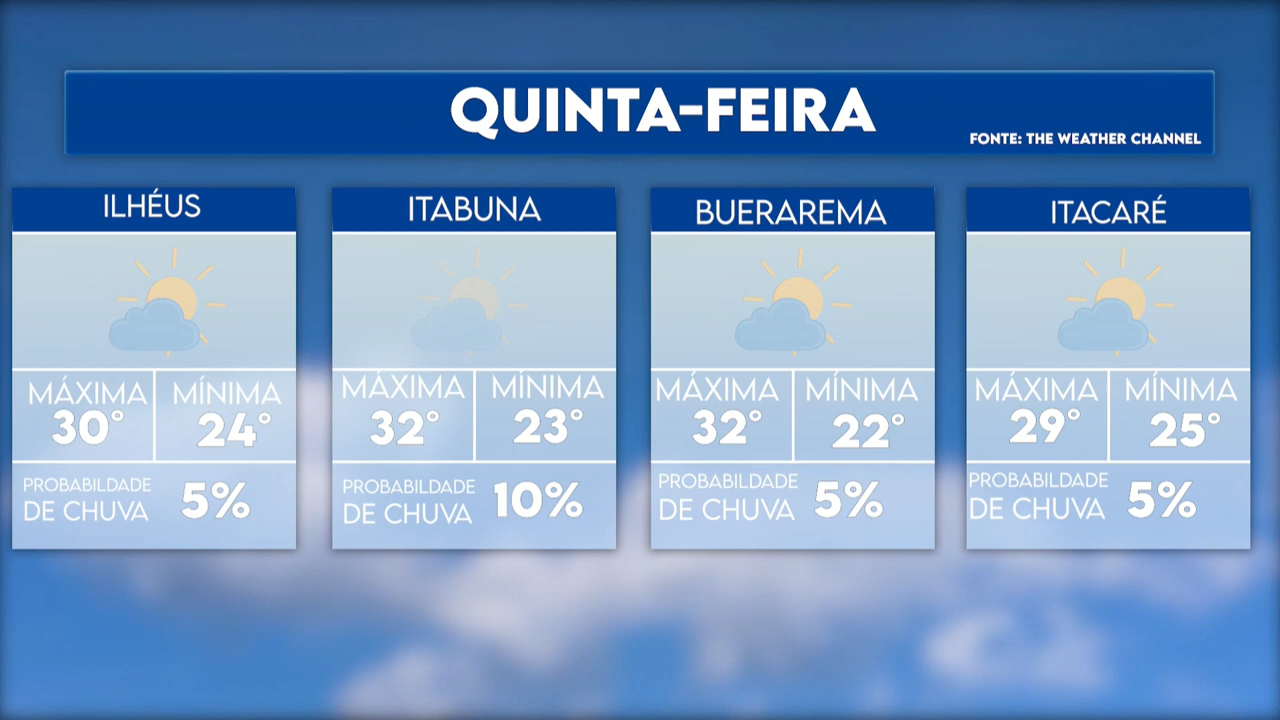 QUINTA-FEIRA
FONTE: THE WEATHER CHANNEL
ILHÉUS
MÁXIMA MÍNIMA
30° 24°
PROBABILDADE
DE CHUVA 5%
ITABUNA
MÁXIMA MÍNIMA
32° 23°
PROBABILDADE
DE CHUVA 10%
BUERAREMA
MÁXIMA MÍNIMA
32° 22°
PROBABILDADE
DE CHUVA 5%
ITACARÉ
MÁXIMA MÍNIMA
29° 25°
PROBABILDADE
DE CHUVA 5%